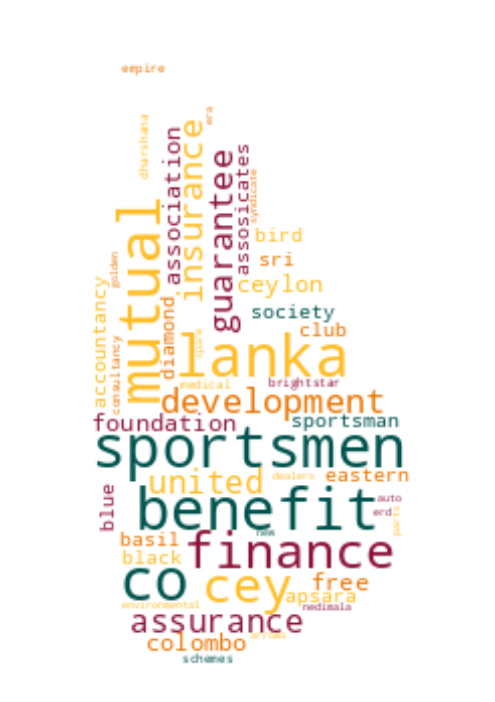 empire
dharshana
era
association
insurance
mutual
guarantee
assosicates
syndicate
bird
sri
golden
ceylon
accountancy
diamond
society
club
consultancy
spare
lanka
medical
brightstar
development
foundation
sportsman
sportsmen
united
dealers
eastern
blue
benefit
auto
erd
parts
new
basil
finance
black
co
cey
free
apsara
environmental
nedimala
assurance
arrows
colombo
schemes